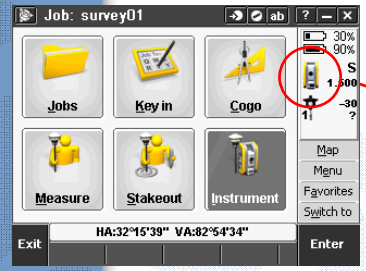 Job: survey01 ab ? – X
30%
90%
S
1.500
-30
1 ?
Jobs Key in Cogo
Map
Menu
Measure Stakeout Instrument
Favorites
Switch to
HA:32°15'39" VA:82°54'34"
Exit Enter